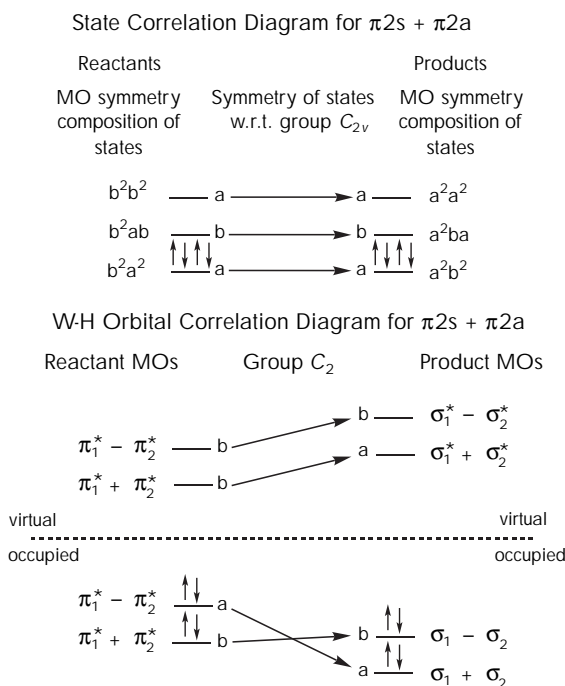 State Correlation Diagram for π2s + π2a
Reactants Products
MO symmetry composition of states
Symmetry of states w.r.t. group C₂ᵥ
MO symmetry composition of states
b²b² a a a²a²
b²ab b b a²ba
b²a² a a a²b²
W-H Orbital Correlation Diagram for π2s + π2a
Reactant MOs Group C₂ Product MOs
b σ₁* − σ₂*
π₁* − π₂* b
a σ₁* + σ₂*
π₁* + π₂* b
virtual virtual
occupied occupied
π₁* − π₂* a
π₁* + π₂* b b σ₁ − σ₂
a σ₁ + σ₂